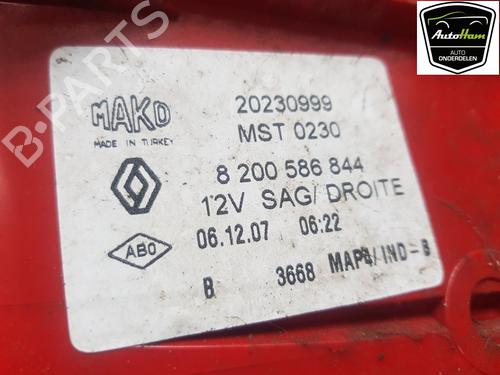 AutoHam
AUTO
ONDERDELEN
B-PARTS
MAKO
MADE IN TURKEY
20230999
MST 0230
8 200 586 844
12V SAG/DROITE
ABO
06.12.07 06:22
B 3668 MAPB/IND-B